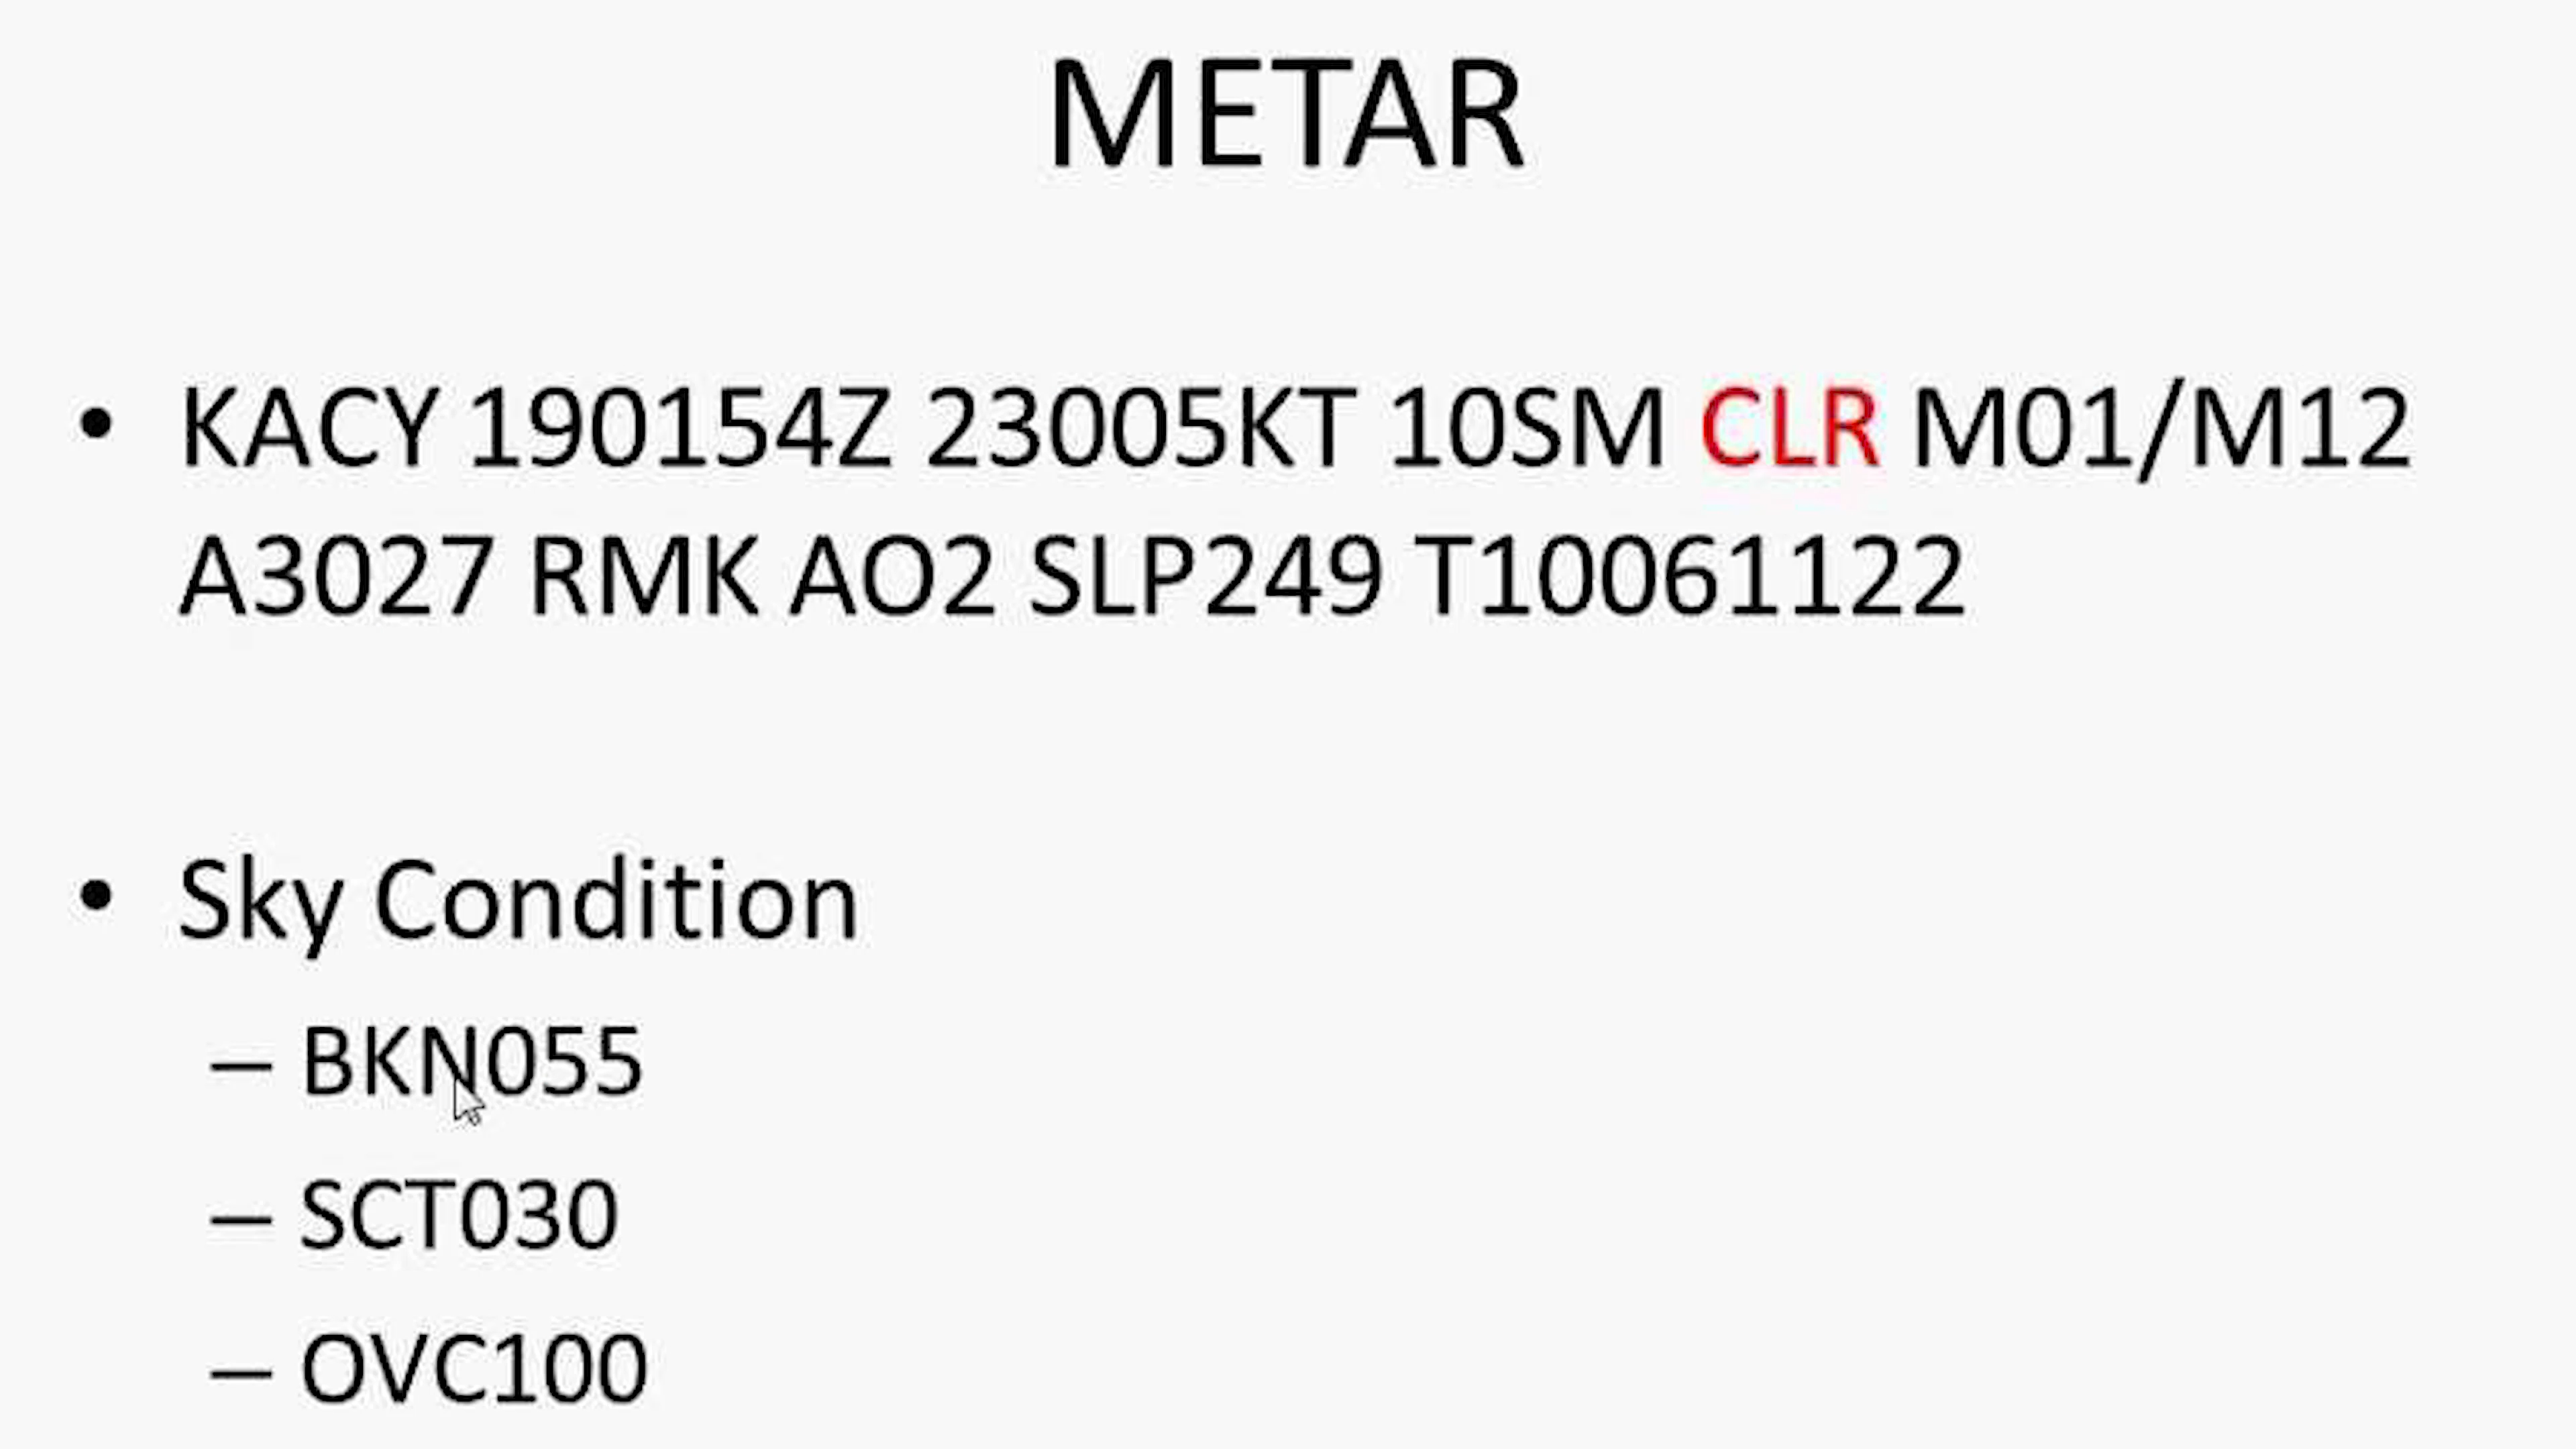 METAR
• KACY 190154Z 23005KT 10SM CLR M01/M12
A3027 RMK AO2 SLP249 T10061122
• Sky Condition
– BKN055
– SCT030
– OVC100